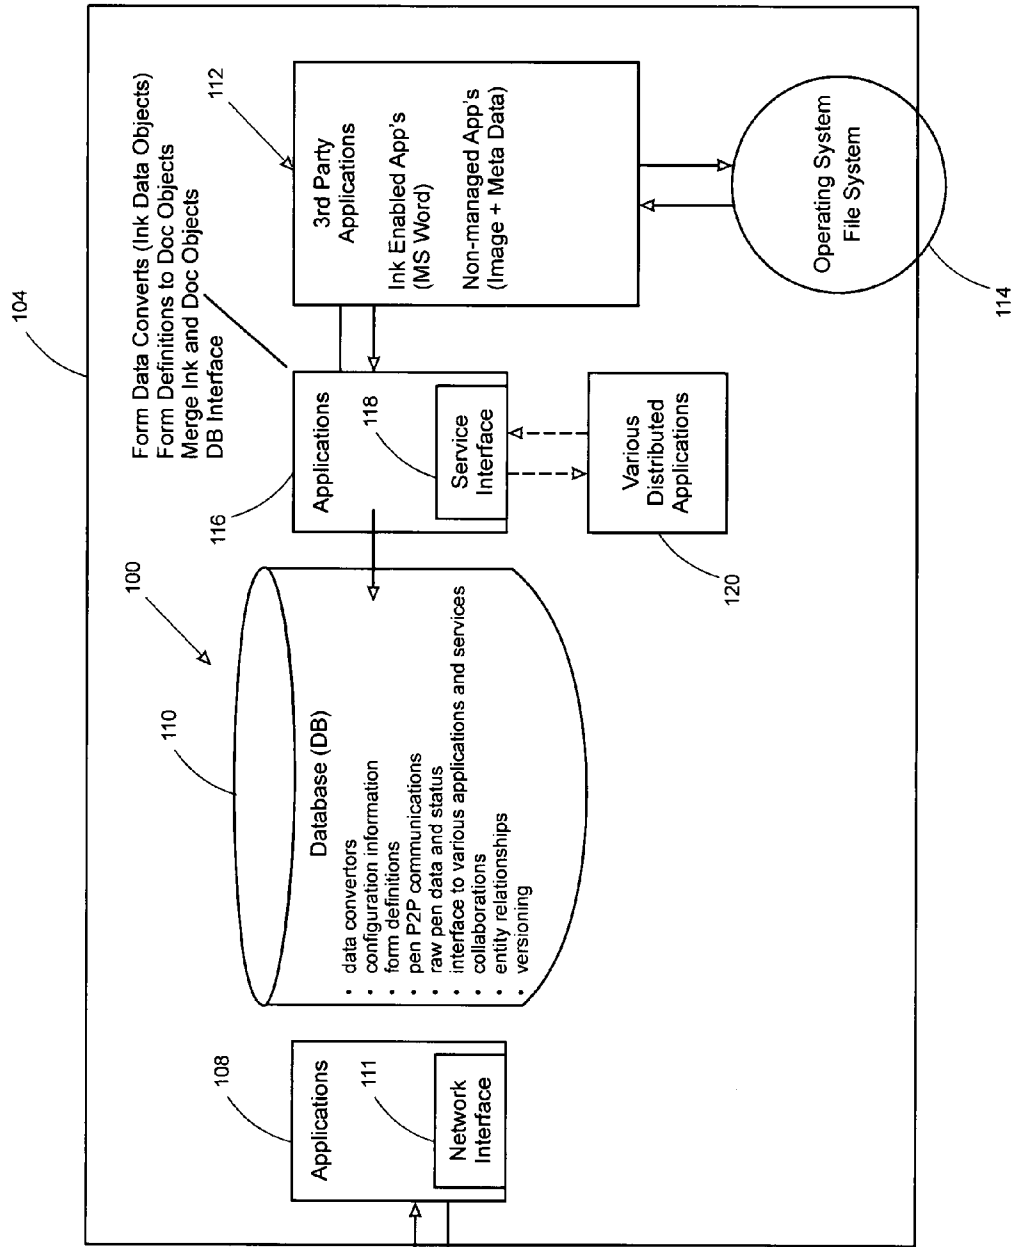 104
Form Data Converts (Ink Data Objects)
Form Definitions to Doc Objects
Merge Ink and Doc Objects
DB Interface
100
110
Database (DB)
· data convertors
· configuration information
· form definitions
· pen P2P communications
· raw pen data and status
· interface to various applications and services
· collaborations
· entity relationships
· versioning
108
Applications
111
Network
Interface
116
Applications
118
Service
Interface
Various
Distributed
Applications
120
112
3rd Party
Applications
Ink Enabled App's
(MS Word)
Non-managed App's
(Image + Meta Data)
Operating System
File System
114